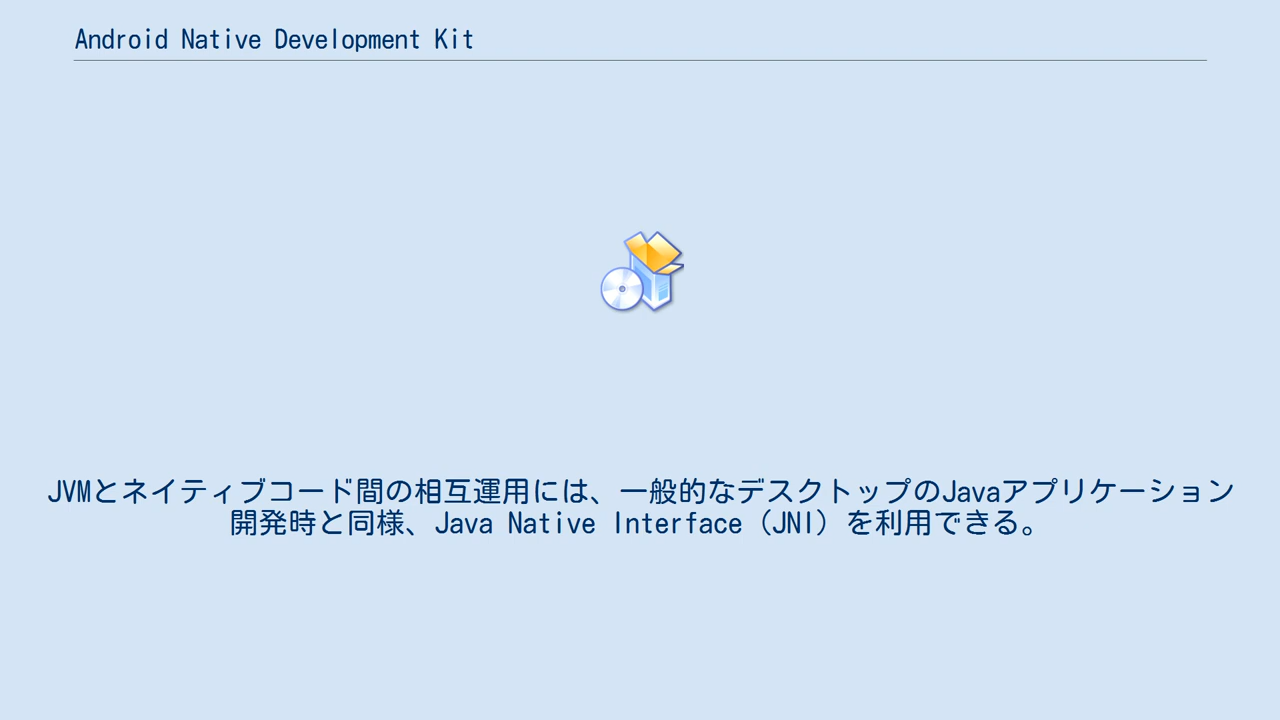 Android Native Development Kit
JVMとネイティブコード間の相互運用には、一般的なデスクトップのJavaアプリケーション
開発時と同様、Java Native Interface（JNI）を利用できる。